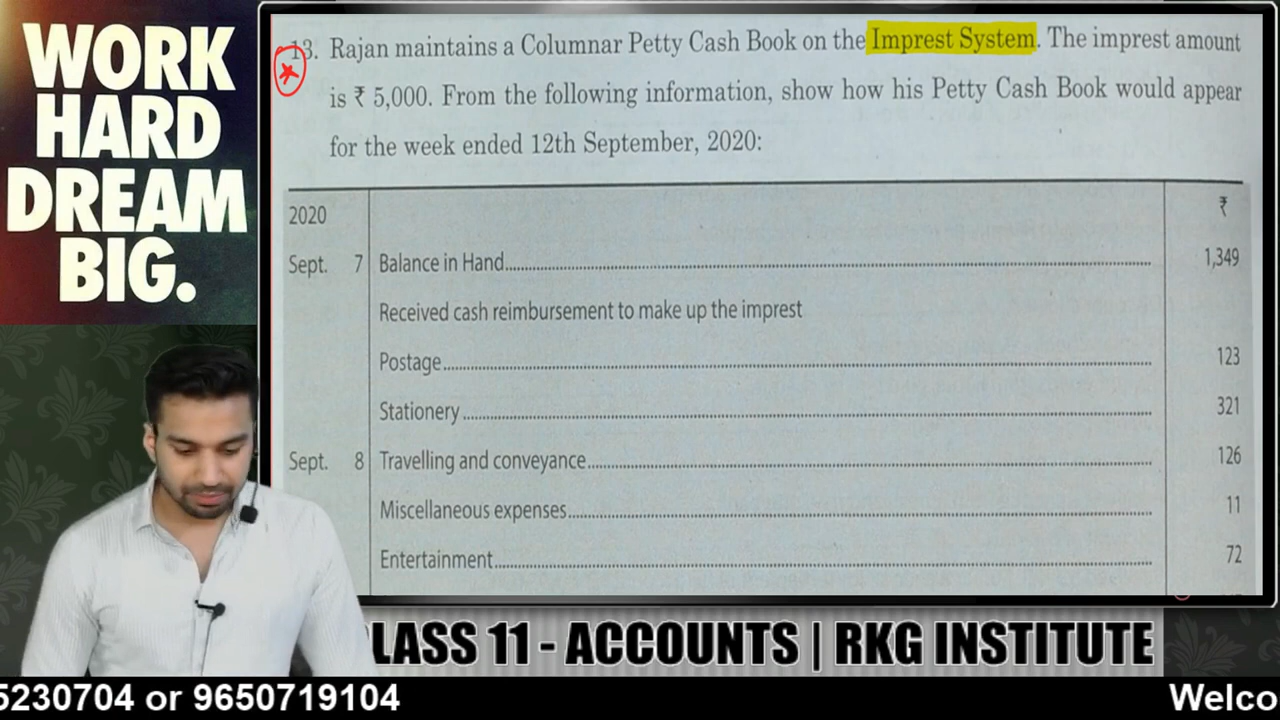 WORK
HARD
DREAM
BIG.
13. Rajan maintains a Columnar Petty Cash Book on the Imprest System. The imprest amount
is ₹ 5,000. From the following information, show how his Petty Cash Book would appear
for the week ended 12th September, 2020:
2020 ₹
Sept. 7 Balance in Hand 1,349
Received cash reimbursement to make up the imprest
Postage 123
Stationery 321
Sept. 8 Travelling and conveyance 126
Miscellaneous expenses 11
Entertainment 72
LASS 11 - ACCOUNTS | RKG INSTITUTE
5230704 or 9650719104 Welco